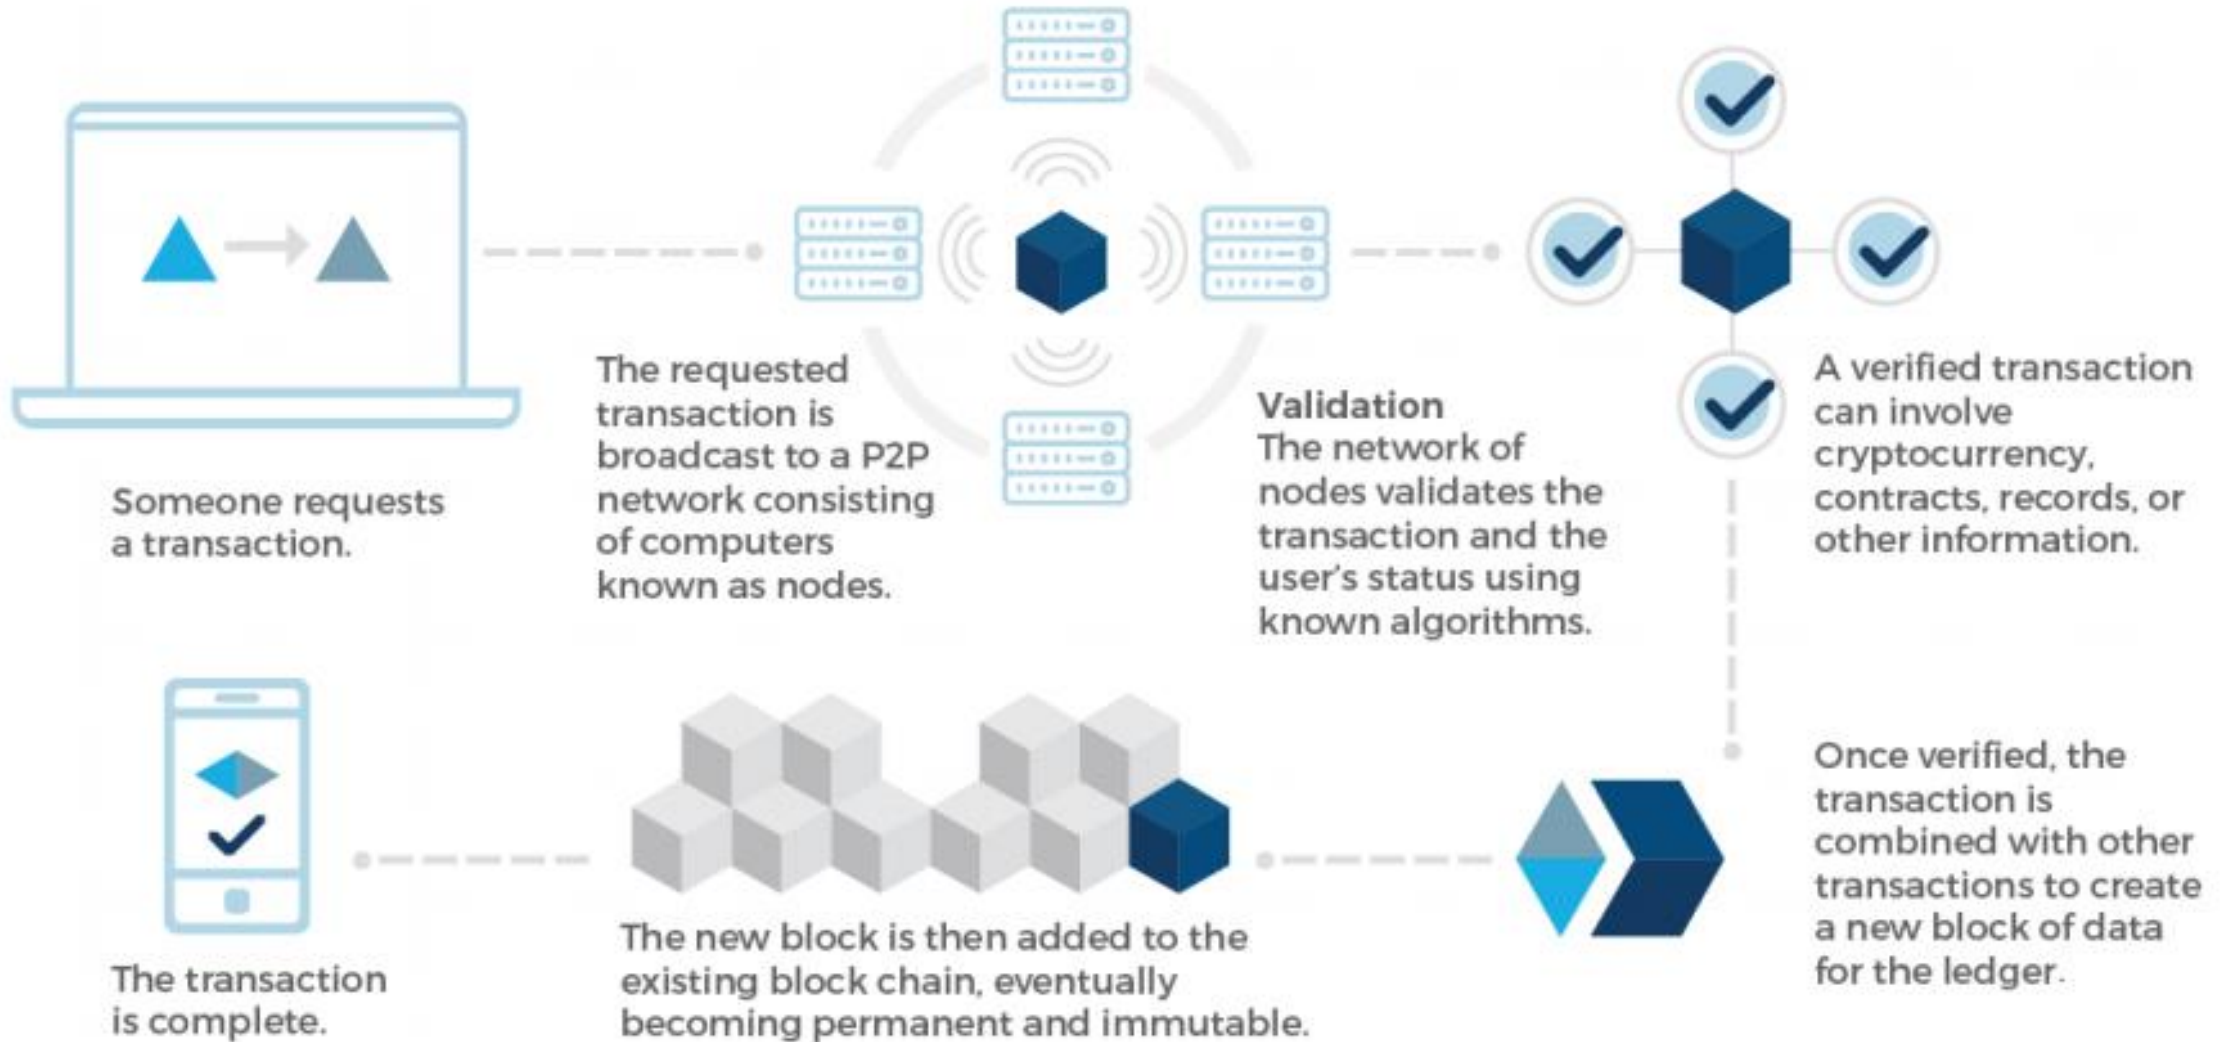 Someone requests
a transaction.
The requested
transaction is
broadcast to a P2P
network consisting
of computers
known as nodes.
Validation
The network of
nodes validates the
transaction and the
user's status using
known algorithms.
A verified transaction
can involve
cryptocurrency,
contracts, records, or
other information.
Once verified, the
transaction is
combined with other
transactions to create
a new block of data
for the ledger.
The new block is then added to the
existing block chain, eventually
becoming permanent and immutable.
The transaction
is complete.